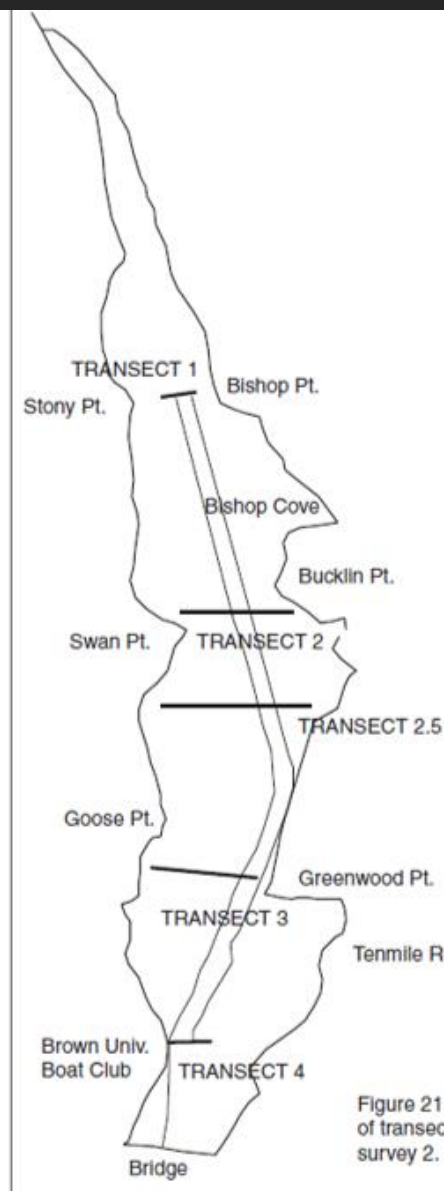 TRANSECT 1
Bishop Pt.
Stony Pt.
Bishop Cove
Bucklin Pt.
Swan Pt.
TRANSECT 2
TRANSECT 2.5
Goose Pt.
Greenwood Pt.
TRANSECT 3
Tenmile R
Brown Univ.
Boat Club
TRANSECT 4
Figure 21
of transec
survey 2.
Bridge